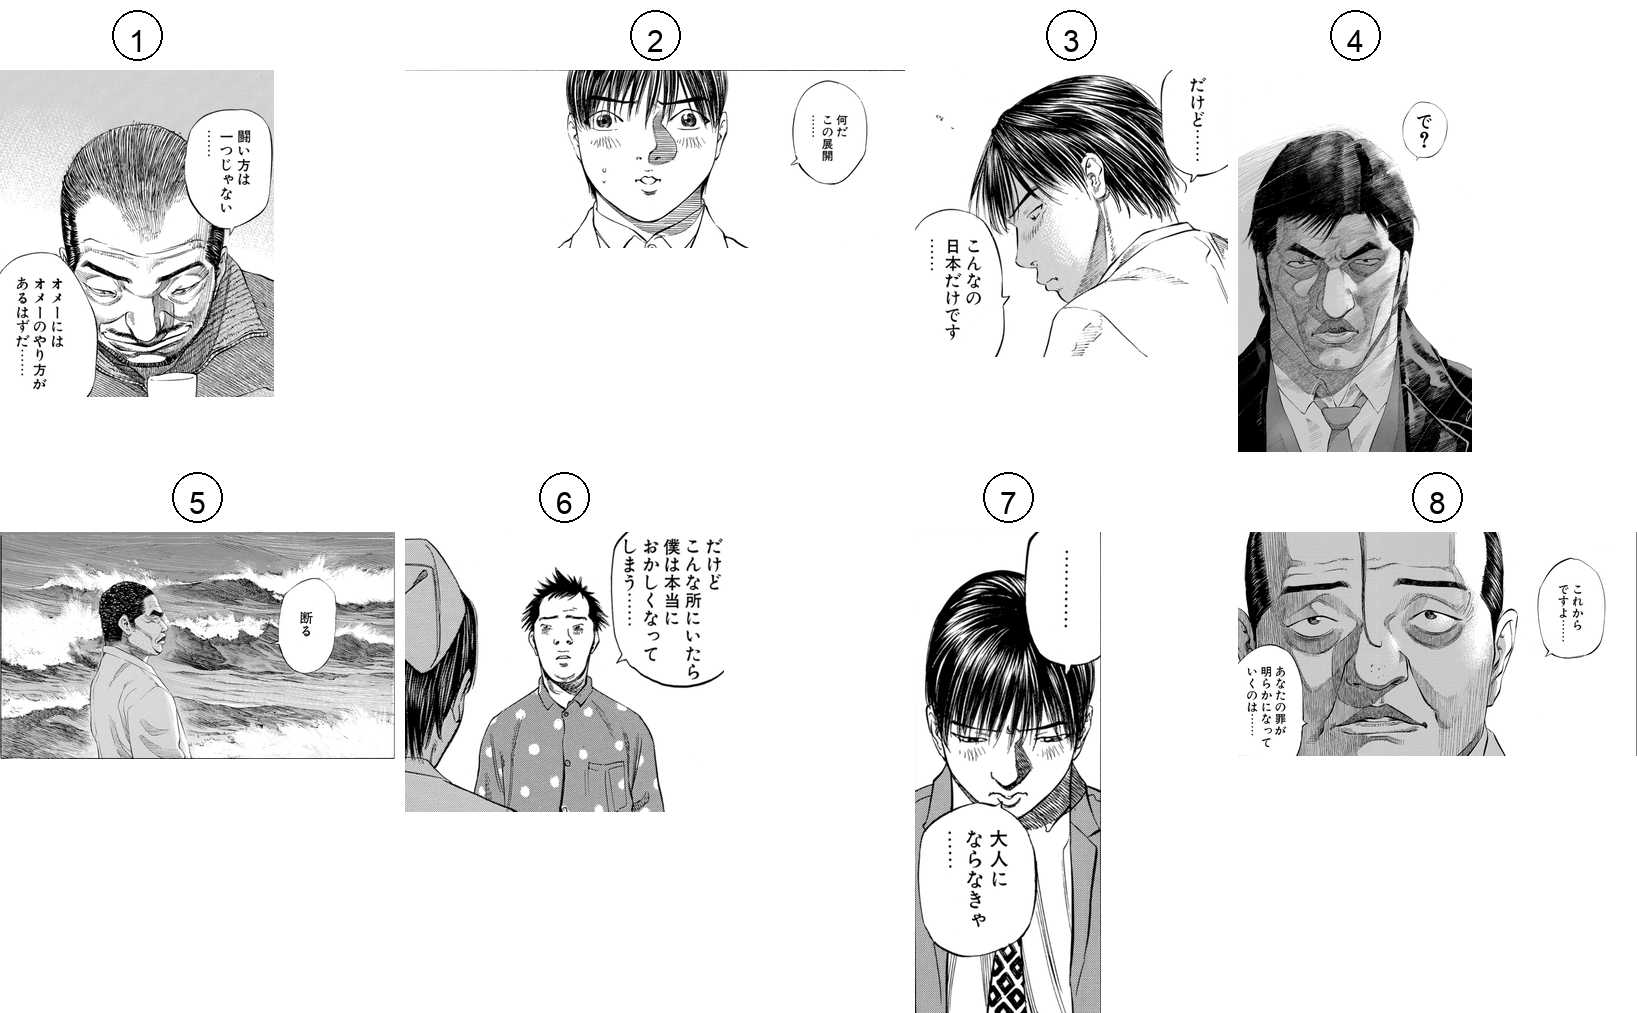 1
闘い方は
一つじゃない
……
オメーには
オメーのやり方が
あるはずだ……
2
何だ
この展開
……
3
だけど……
こんなの
日本だけです
……
4
で?
5
断る
6
だけど
こんな所にいたら
僕は本当に
おかしくなって
しまう……
7
…………
大人に
ならなきゃ
……
8
これから
ですよ……
あなたの罪が
明らかになって
いくのは……